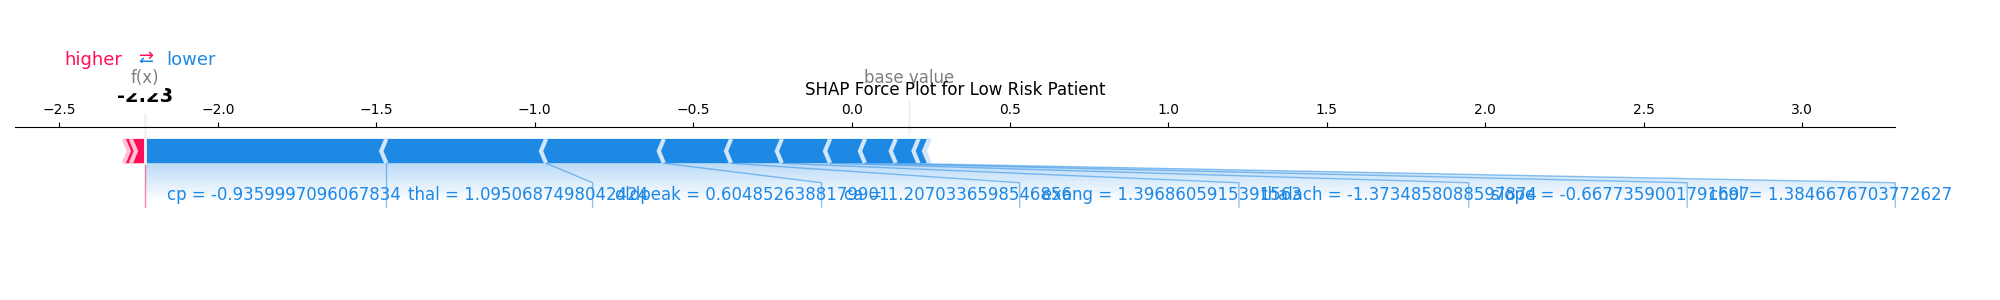 higher ⇄ lower
f(x)
base value
-2.23
SHAP Force Plot for Low Risk Patient
−2.5 −2.0 −1.5 −1.0 −0.5 0.0 0.5 1.0 1.5 2.0 2.5 3.0
cp = -0.9359997096067834 thal = 1.0950687498042424 oldpeak = ca = 1.2070336598546856 exang = 1.3968605915391563 thalach = -1.3734858088597874 slope = -0.6677359001791697 chol = 1.3846676703772627